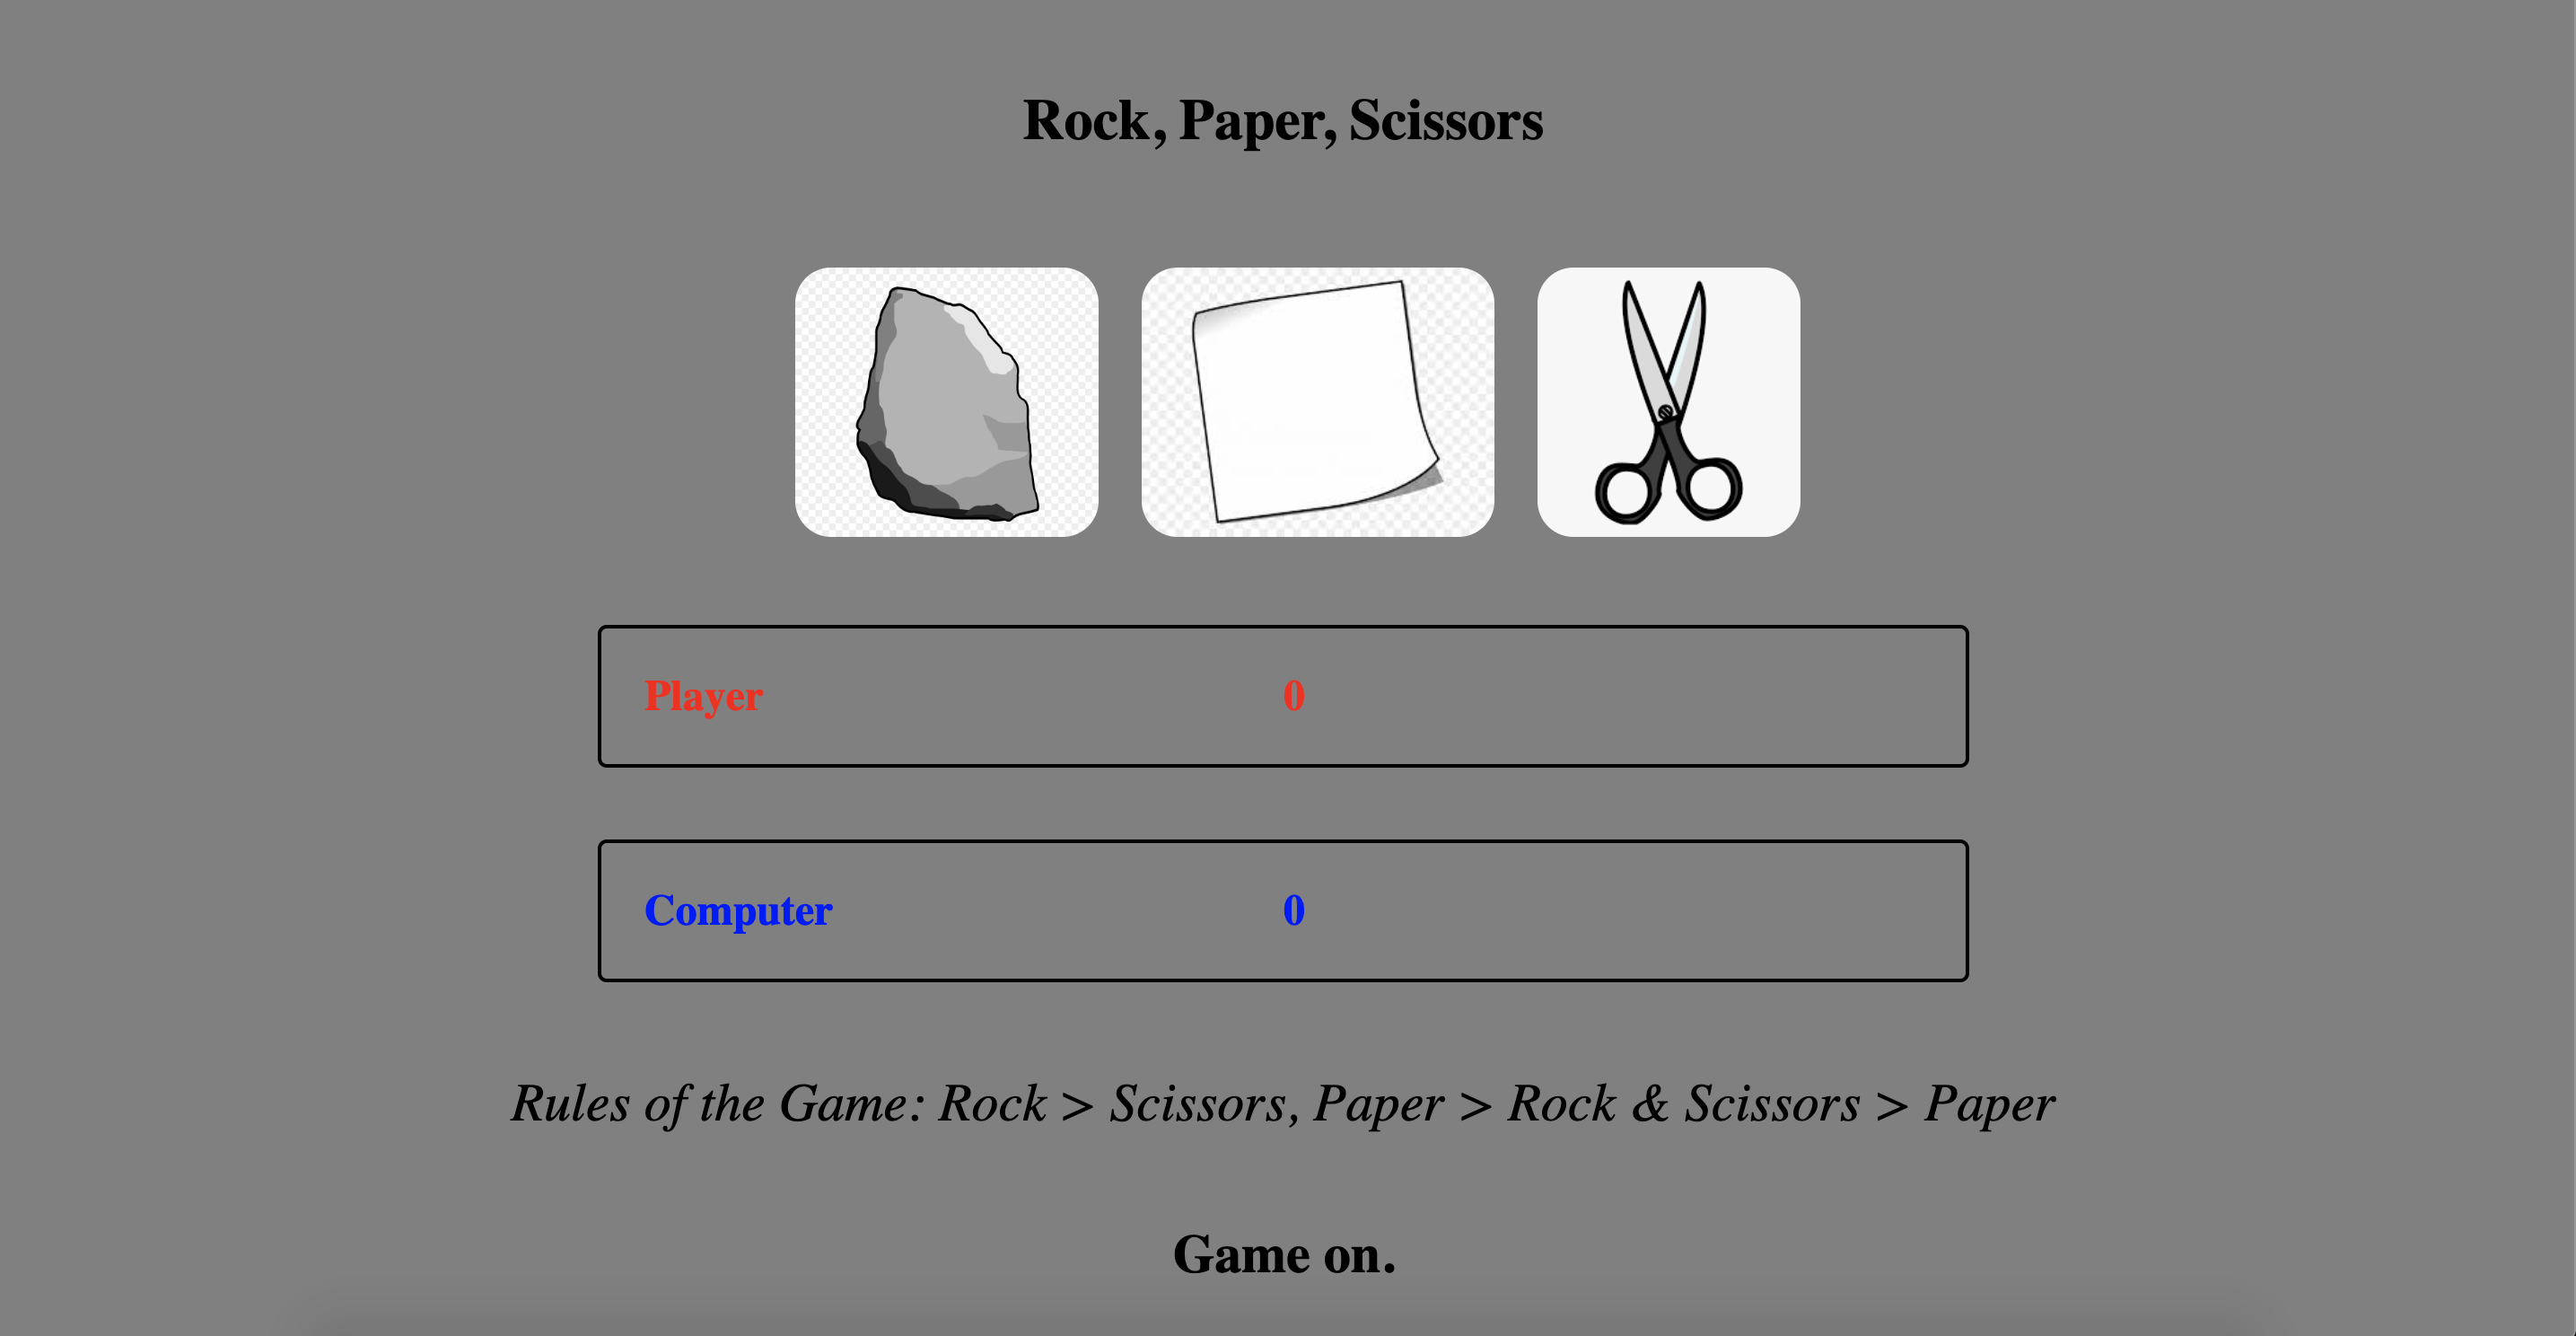 Rock, Paper, Scissors
Player 0
Computer 0
Rules of the Game: Rock > Scissors, Paper > Rock & Scissors > Paper
Game on.